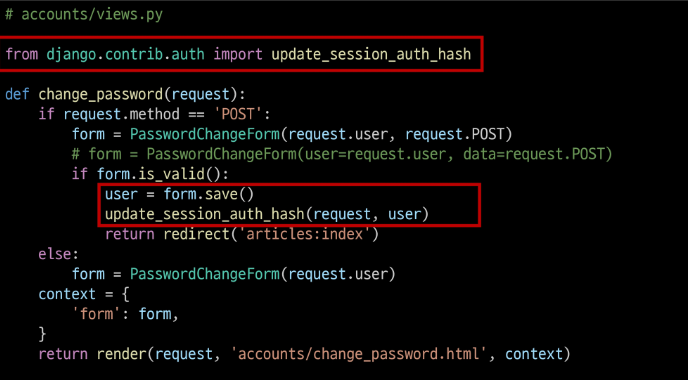 # accounts/views.py
from django.contrib.auth import update_session_auth_hash
def change_password(request):
    if request.method == 'POST':
        form = PasswordChangeForm(request.user, request.POST)
        # form = PasswordChangeForm(user=request.user, data=request.POST)
        if form.is_valid():
            user = form.save()
            update_session_auth_hash(request, user)
            return redirect('articles:index')
    else:
        form = PasswordChangeForm(request.user)
    context = {
        'form': form,
    }
    return render(request, 'accounts/change_password.html', context)